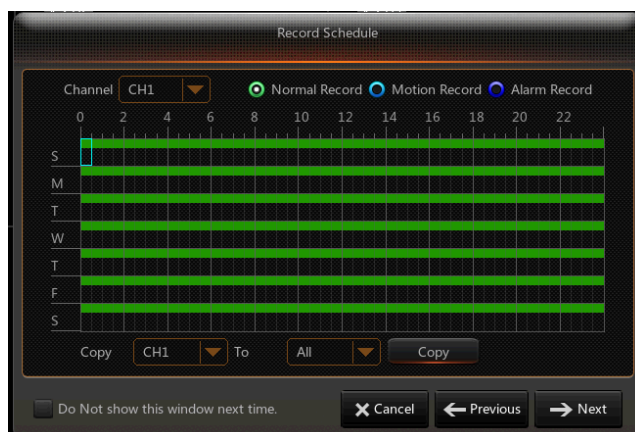 Record Schedule
Channel CH1 Normal Record Motion Record Alarm Record
0 2 4 6 8 10 12 14 16 18 20 22
S
M
T
W
T
F
S
Copy CH1 To All Copy
Do Not show this window next time. Cancel Previous Next